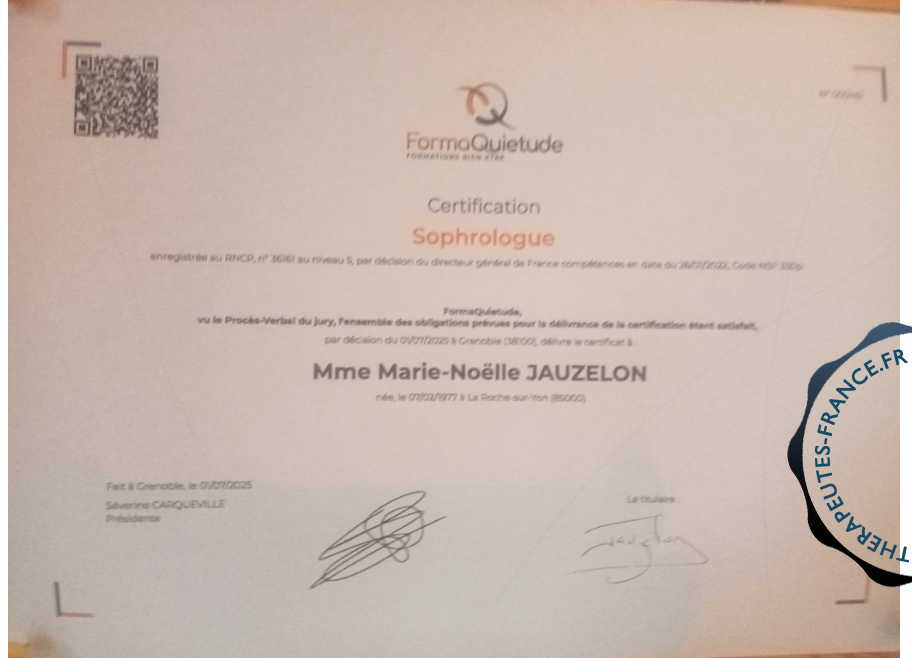 FormaQuietude
FORMATIONS BIEN-ÊTRE
Certification
Sophrologue
enregistrée au RNCP, n° 36161 au niveau 5, par décision du directeur général de France compétences en date du 26/01/2022, Code NSF
FormaQuietude,
vu le Procès-Verbal du jury, l'ensemble des obligations prévues pour la délivrance de la certification étant satisfait,
par décision du 01/07/2025 à Grenoble (38100), délivre le certificat à :
Mme Marie-Noëlle JAUZELON
née, le 07/02/1977 à La Roche-sur-Yon (85000)
Fait à Grenoble, le 01/07/2025
Séverine CARQUEVILLE
Présidente
Le titulaire :
Jauzelon
THERAPEUTES-FRANCE.FR